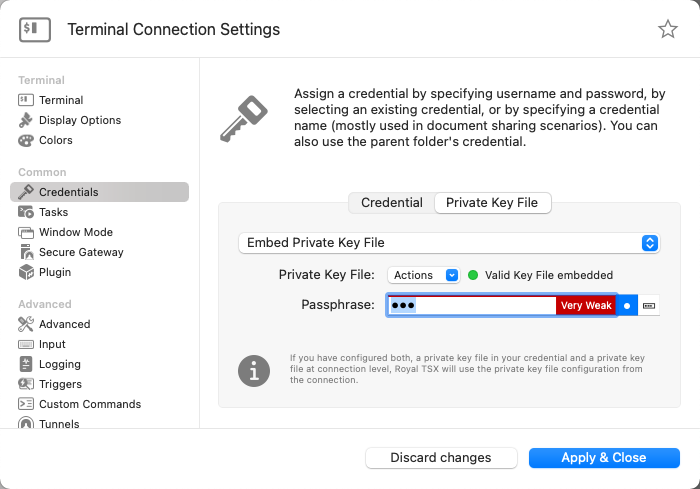 Terminal Connection Settings
Terminal
Terminal
Display Options
Colors
Common
Credentials
Tasks
Window Mode
Secure Gateway
Plugin
Advanced
Advanced
Input
Logging
Triggers
Custom Commands
Tunnels
Assign a credential by specifying username and password, by
selecting an existing credential, or by specifying a credential
name (mostly used in document sharing scenarios). You can
also use the parent folder's credential.
Credential
Private Key File
Embed Private Key File
Private Key File:
Actions
Valid Key File embedded
Passphrase:
•••
Very Weak
If you have configured both, a private key file in your credential and a private key
file at connection level, Royal TSX will use the private key file configuration from
the connection.
Discard changes
Apply & Close